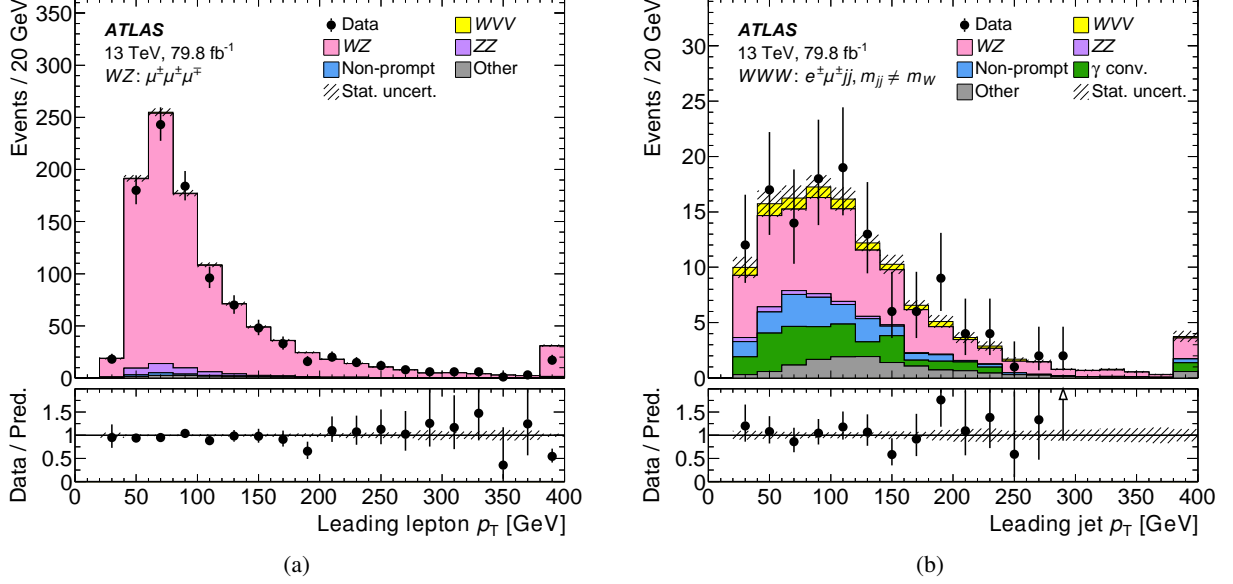 Events / 20 GeV
350
300
250
200
150
100
50
0
ATLAS
13 TeV, 79.8 fb⁻¹
WZ: μ±μ±μ∓
Data
WVV
WZ
ZZ
Non-prompt
Other
Stat. uncert.
Data / Pred.
1.5
1
0.5
0
0 50 100 150 200 250 300 350 400
Leading lepton pT [GeV]
(a)
Events / 20 GeV
30
25
20
15
10
5
0
ATLAS
13 TeV, 79.8 fb⁻¹
WWW: e±μ±jj, mjj ≠ mW
Data
WVV
WZ
ZZ
Non-prompt
γ conv.
Other
Stat. uncert.
Data / Pred.
1.5
1
0.5
0
0 50 100 150 200 250 300 350 400
Leading jet pT [GeV]
(b)